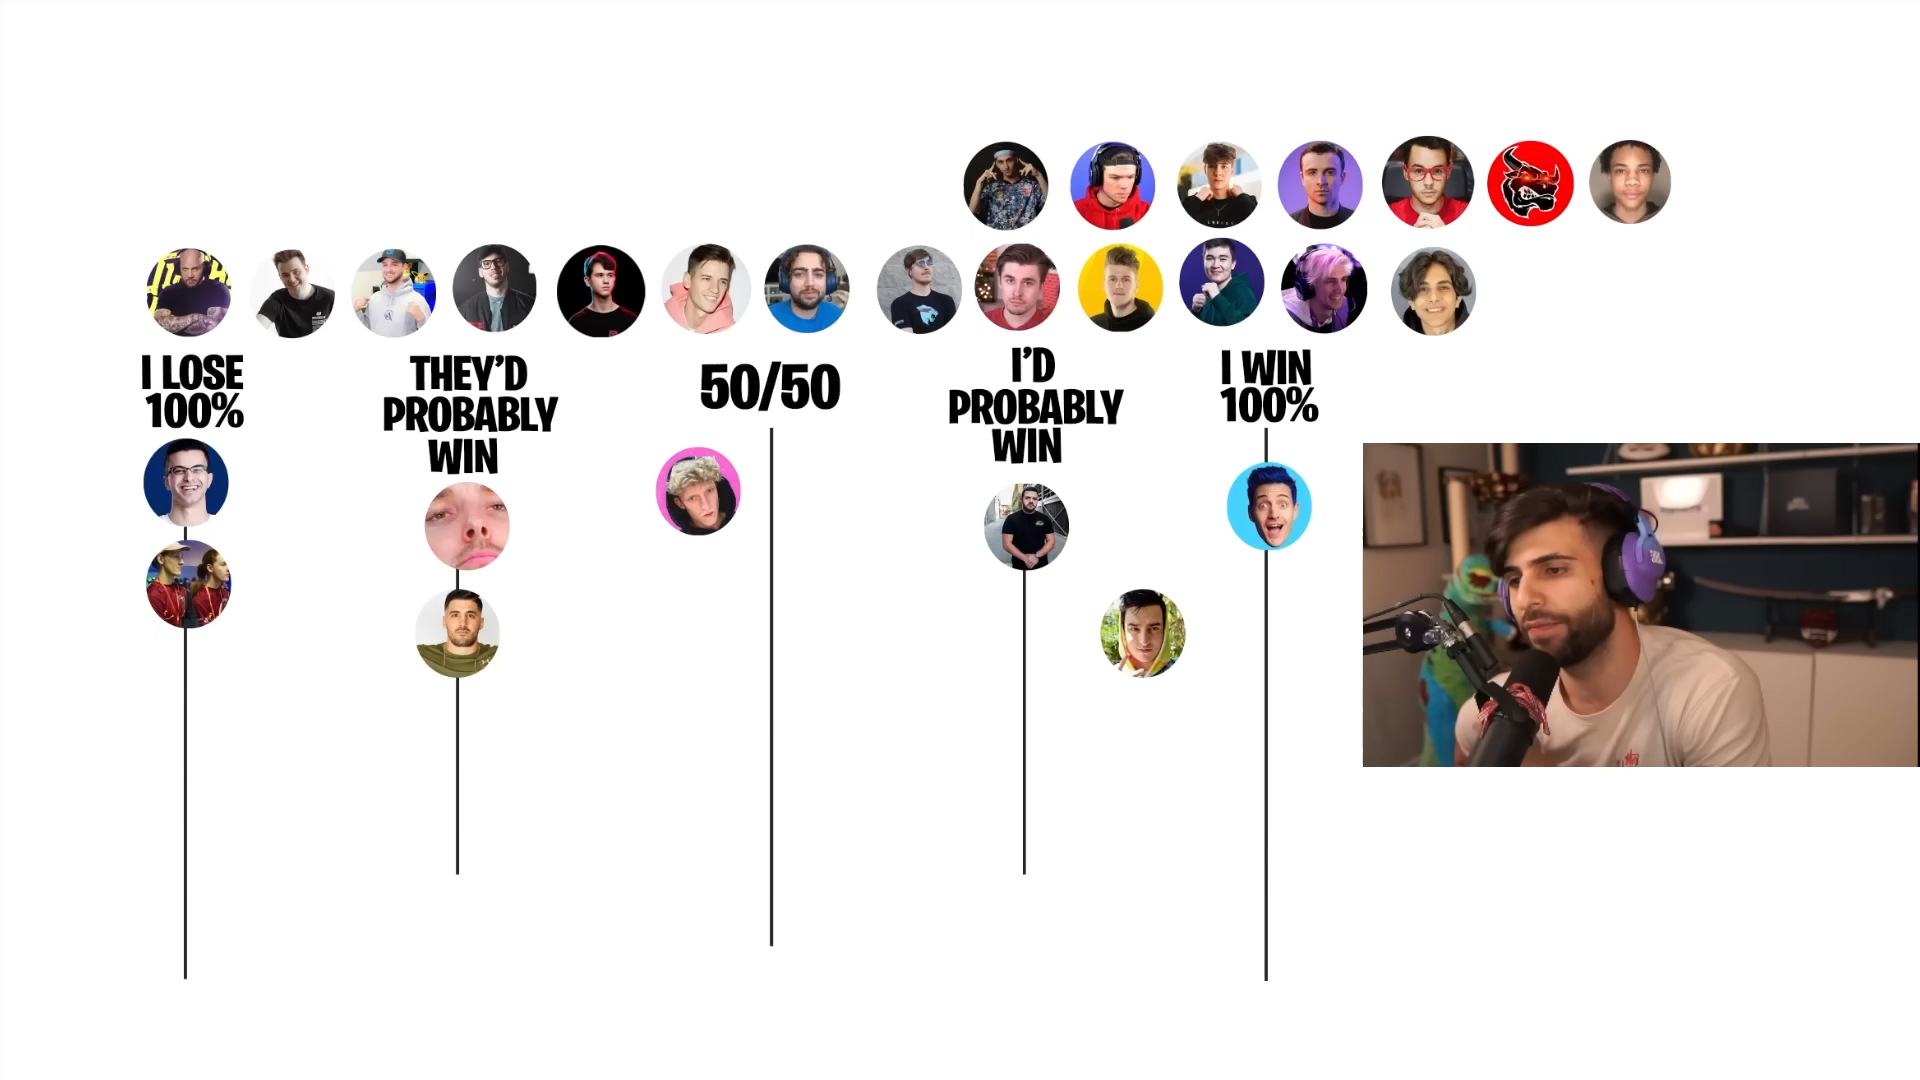 I LOSE
100%
THEY'D
PROBABLY
WIN
50/50
I'D
PROBABLY
WIN
I WIN
100%